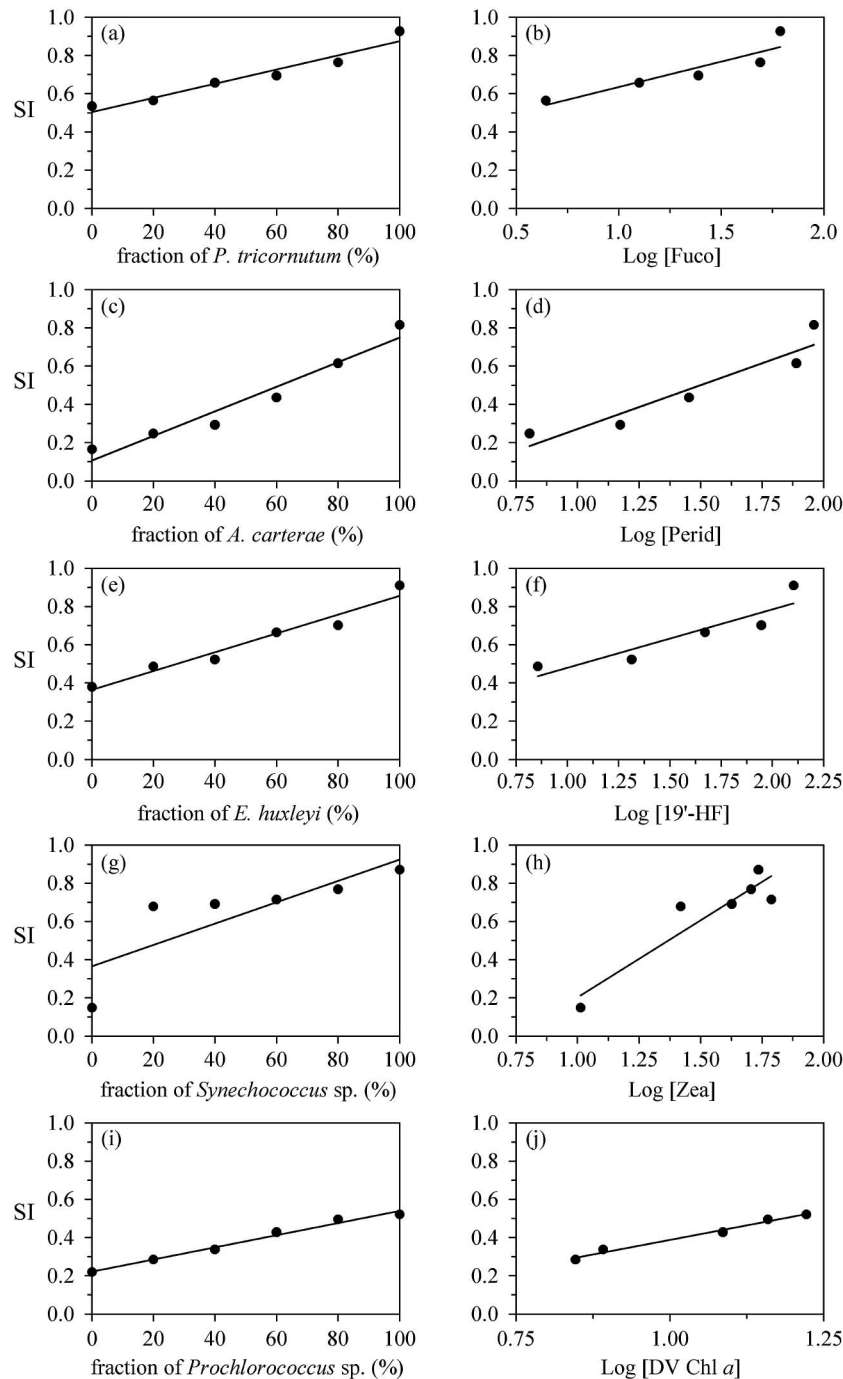 (a)
1.0
0.8
0.6
0.4
0.2
0.0
SI
0 20 40 60 80 100
fraction of P. tricornutum (%)
(b)
1.0
0.8
0.6
0.4
0.2
0.0
0.5 1.0 1.5 2.0
Log [Fuco]
(c)
1.0
0.8
0.6
0.4
0.2
0.0
SI
0 20 40 60 80 100
fraction of A. carterae (%)
(d)
1.0
0.8
0.6
0.4
0.2
0.0
0.75 1.00 1.25 1.50 1.75 2.00
Log [Perid]
(e)
1.0
0.8
0.6
0.4
0.2
0.0
SI
0 20 40 60 80 100
fraction of E. huxleyi (%)
(f)
1.0
0.8
0.6
0.4
0.2
0.0
0.75 1.00 1.25 1.50 1.75 2.00 2.25
Log [19'-HF]
(g)
1.0
0.8
0.6
0.4
0.2
0.0
SI
0 20 40 60 80 100
fraction of Synechococcus sp. (%)
(h)
1.0
0.8
0.6
0.4
0.2
0.0
0.75 1.00 1.25 1.50 1.75 2.00
Log [Zea]
(i)
1.0
0.8
0.6
0.4
0.2
0.0
SI
0 20 40 60 80 100
fraction of Prochlorococcus sp. (%)
(j)
1.0
0.8
0.6
0.4
0.2
0.0
0.75 1.00 1.25
Log [DV Chl a]